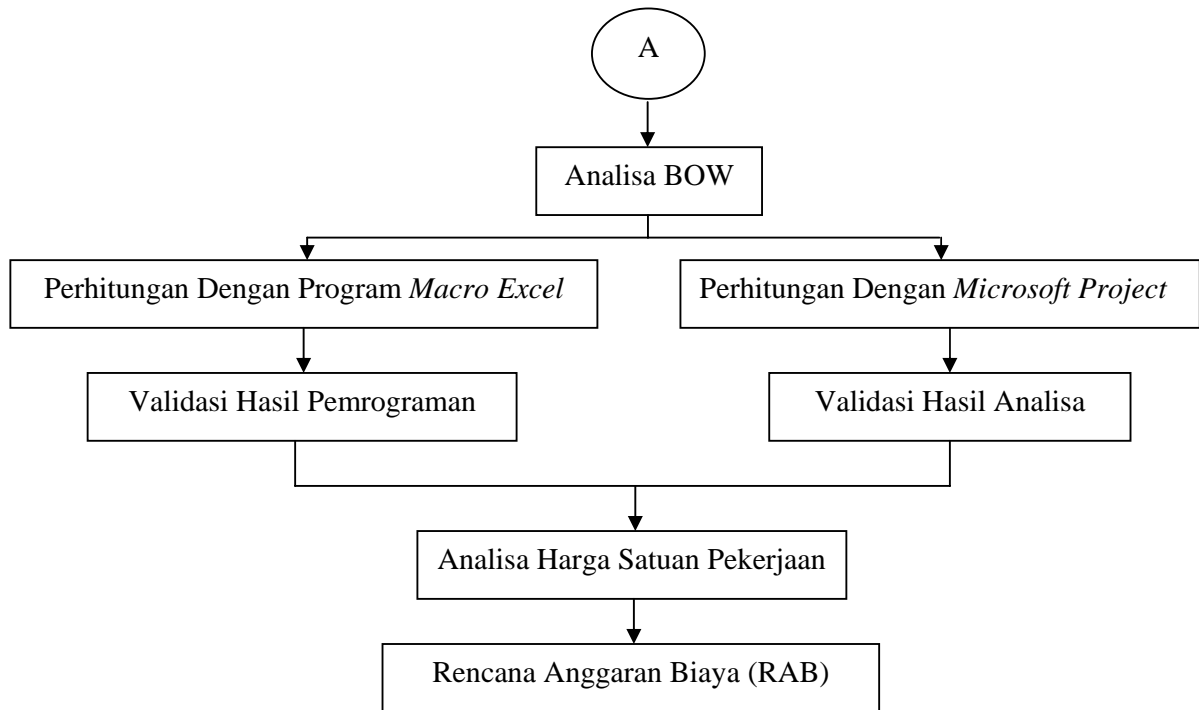 A
Analisa BOW
Perhitungan Dengan Program Macro Excel
Perhitungan Dengan Microsoft Project
Validasi Hasil Pemrograman
Validasi Hasil Analisa
Analisa Harga Satuan Pekerjaan
Rencana Anggaran Biaya (RAB)